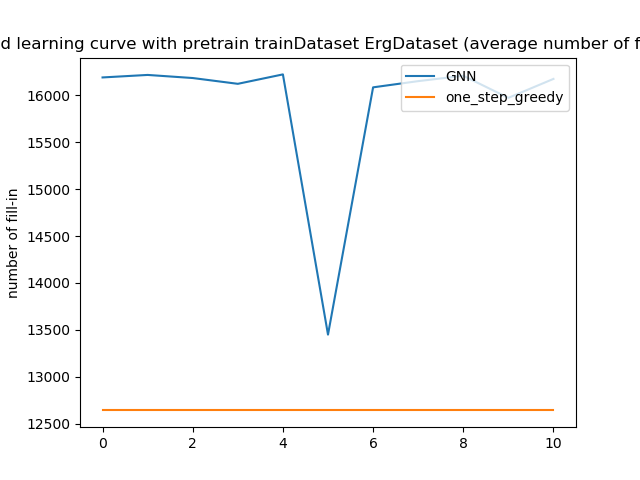 d learning curve with pretrain trainDataset ErgDataset (average number of f
GNN
one_step_greedy
number of fill-in
16000
15500
15000
14500
14000
13500
13000
12500
0 2 4 6 8 10